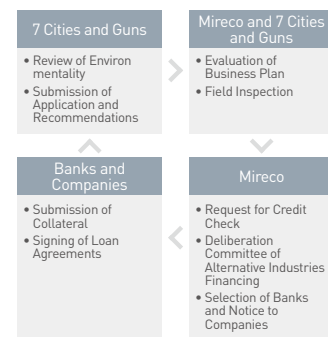 7 Cities and Guns
• Review of Environ
mentality
• Submission of
Application and
Recommendations
Mireco and 7 Cities
and Guns
• Evaluation of
Business Plan
• Field Inspection
Banks and
Companies
• Submission of
Collateral
• Signing of Loan
Agreements
Mireco
• Request for Credit
Check
• Deliberation
Committee of
Alternative Industries
Financing
• Selection of Banks
and Notice to
Companies